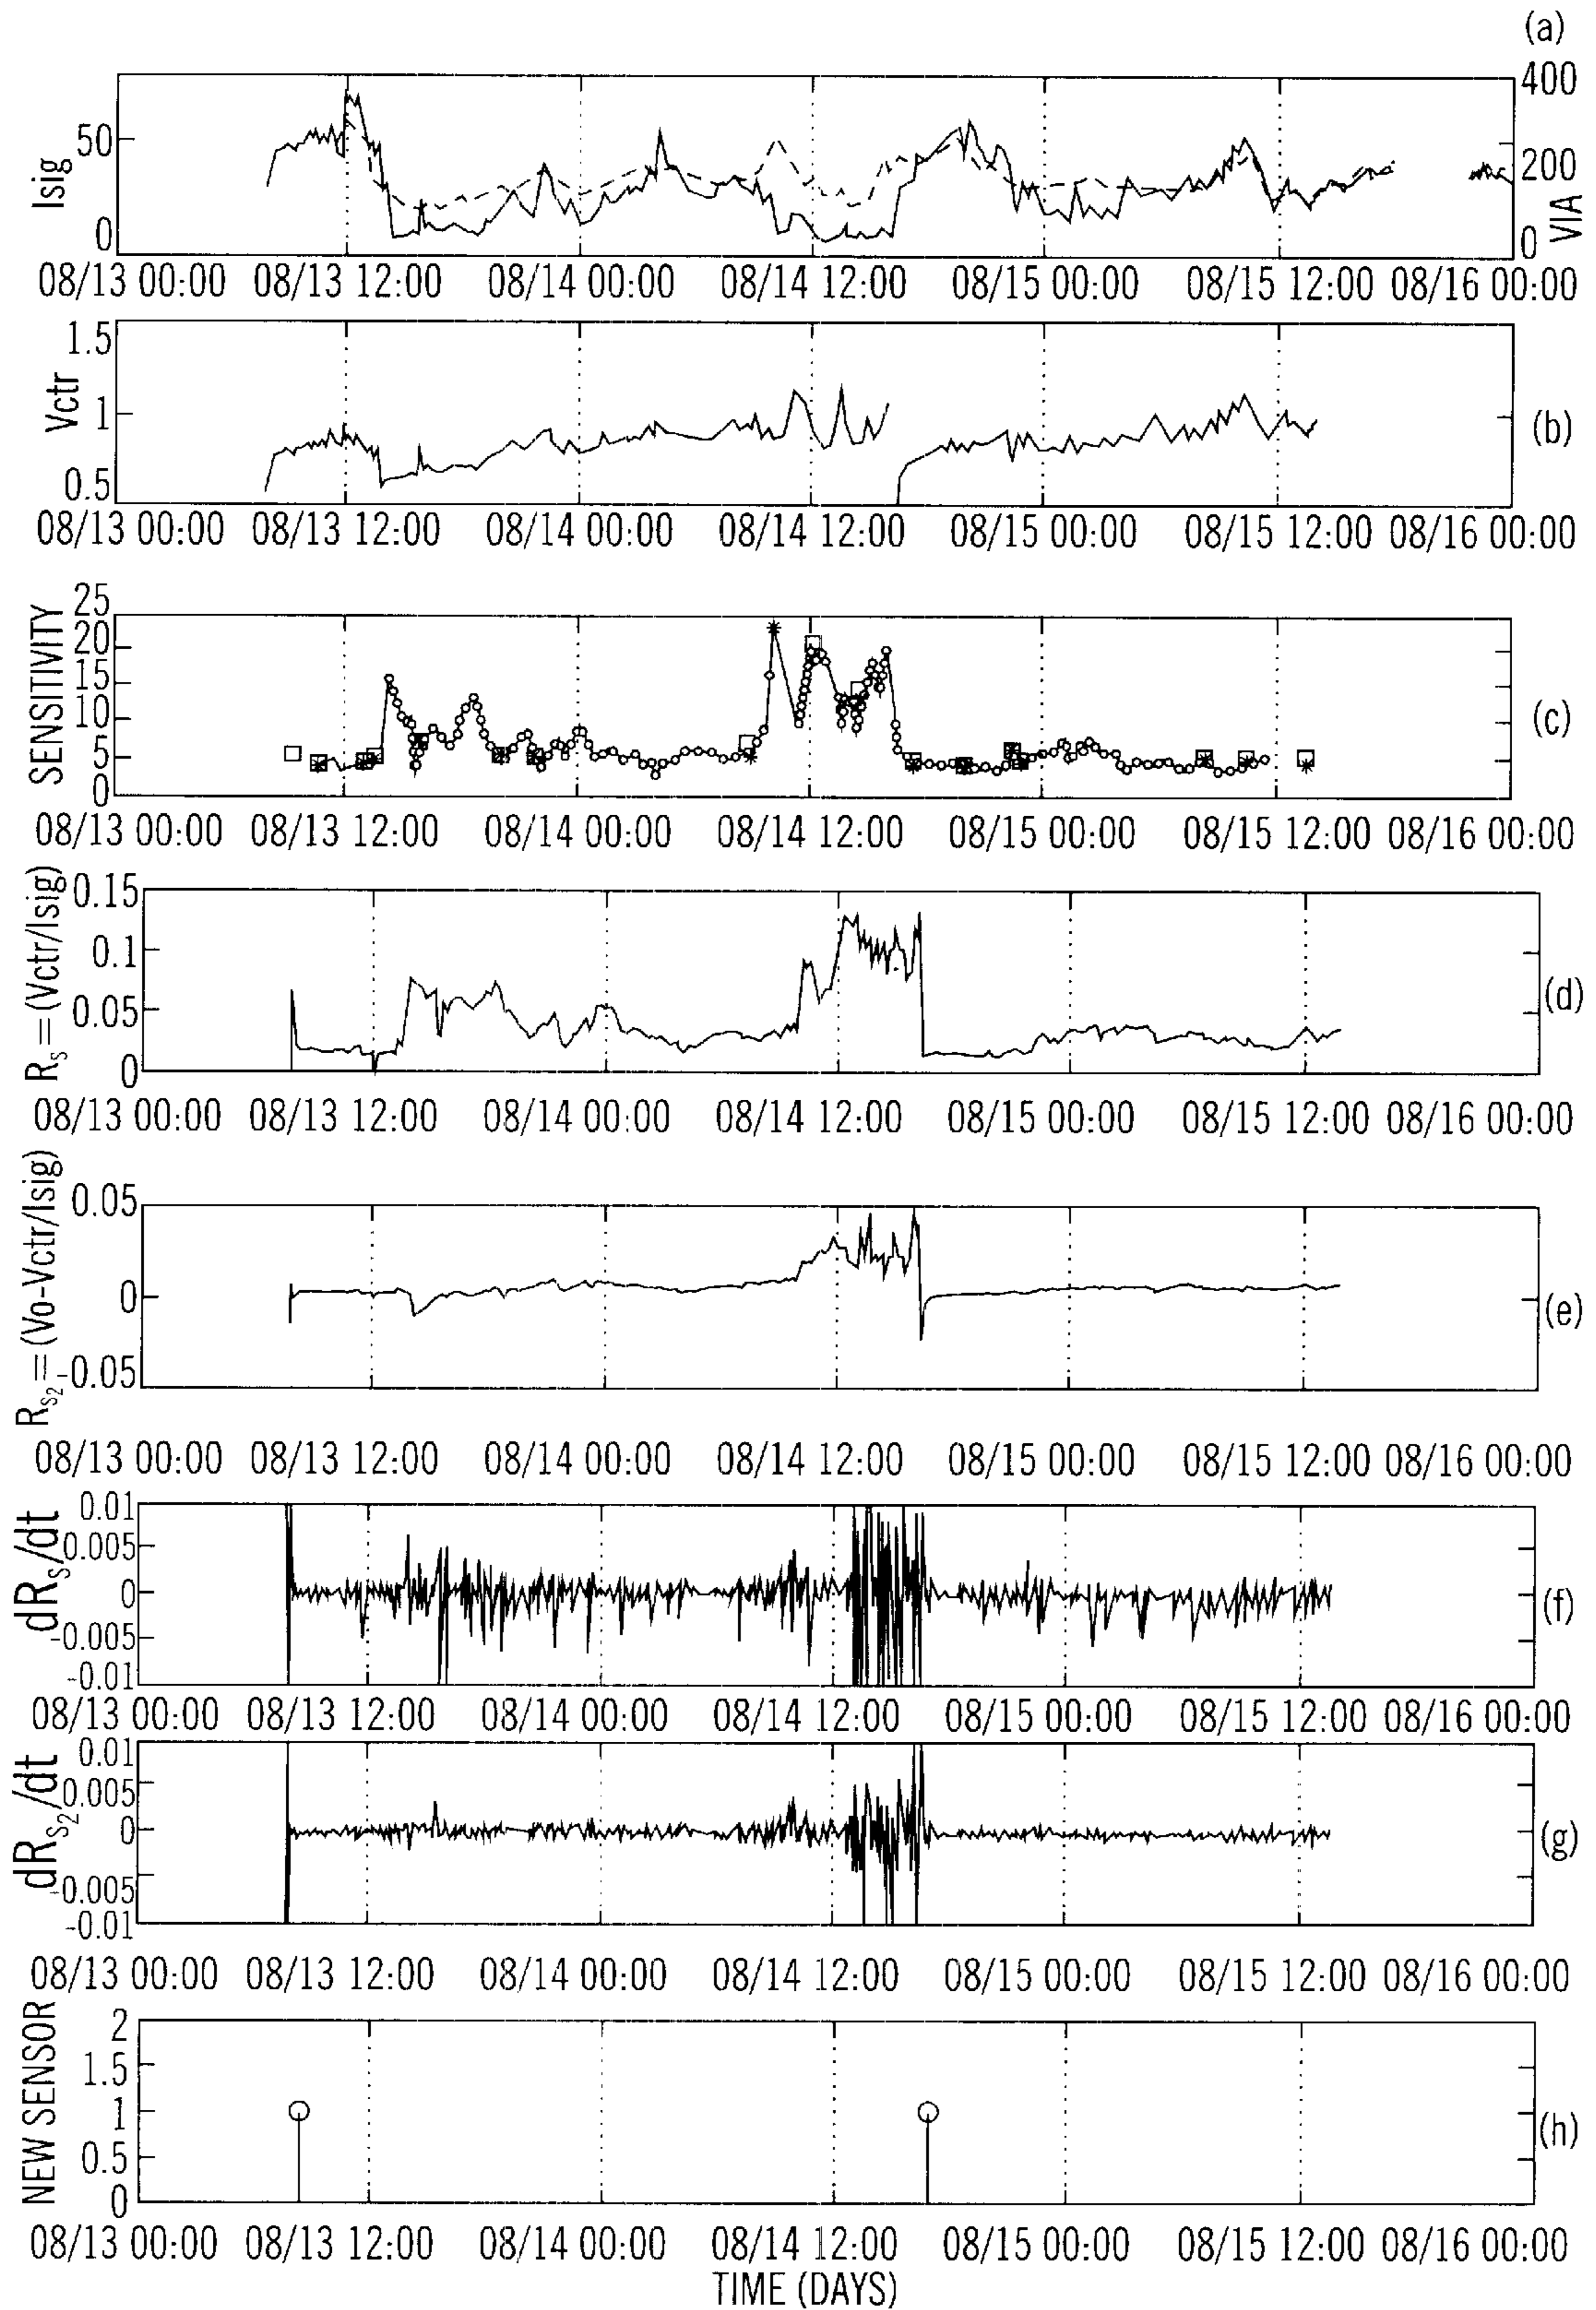 (a)
400
200
0
VIA
Isig
50
0
08/13 00:00 08/13 12:00 08/14 00:00 08/14 12:00 08/15 00:00 08/15 12:00 08/16 00:00
Vctr
1.5
1
0.5
(b)
08/13 00:00 08/13 12:00 08/14 00:00 08/14 12:00 08/15 00:00 08/15 12:00 08/16 00:00
SENSITIVITY
25
20
15
10
5
0
(c)
08/13 00:00 08/13 12:00 08/14 00:00 08/14 12:00 08/15 00:00 08/15 12:00 08/16 00:00
RS=(Vctr/Isig)
0.15
0.1
0.05
0
(d)
08/13 00:00 08/13 12:00 08/14 00:00 08/14 12:00 08/15 00:00 08/15 12:00 08/16 00:00
RS2=(Vo-Vctr/Isig)
0.05
0
-0.05
(e)
08/13 00:00 08/13 12:00 08/14 00:00 08/14 12:00 08/15 00:00 08/15 12:00 08/16 00:00
dRS/dt
0.01
0.005
0
-0.005
-0.01
(f)
08/13 00:00 08/13 12:00 08/14 00:00 08/14 12:00 08/15 00:00 08/15 12:00 08/16 00:00
dRS2/dt
0.01
0.005
0
-0.005
-0.01
(g)
08/13 00:00 08/13 12:00 08/14 00:00 08/14 12:00 08/15 00:00 08/15 12:00 08/16 00:00
NEW SENSOR
2
1.5
1
0.5
0
(h)
08/13 00:00 08/13 12:00 08/14 00:00 08/14 12:00 08/15 00:00 08/15 12:00 08/16 00:00
TIME (DAYS)